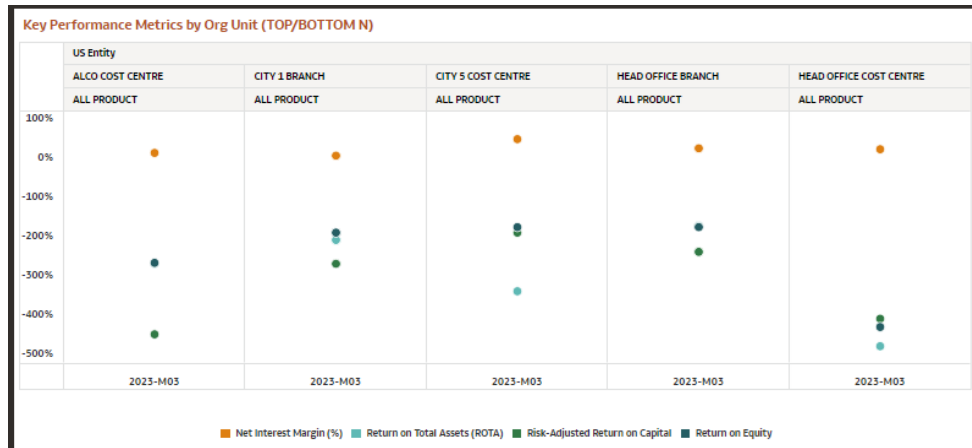 Key Performance Metrics by Org Unit (TOP/BOTTOM N)
US Entity
ALCO COST CENTRE CITY 1 BRANCH CITY 5 COST CENTRE HEAD OFFICE BRANCH HEAD OFFICE COST CENTRE
ALL PRODUCT ALL PRODUCT ALL PRODUCT ALL PRODUCT ALL PRODUCT
100%
0%
-100%
-200%
-300%
-400%
-500%
2023-M03 2023-M03 2023-M03 2023-M03 2023-M03
Net Interest Margin (%) Return on Total Assets (ROTA) Risk-Adjusted Return on Capital Return on Equity